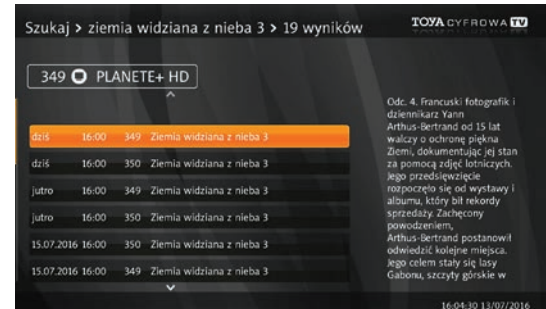 Szukaj > ziemia widziana z nieba 3 > 19 wyników
TOYA CYFROWA TV
349 PLANETE+ HD
dziś 16:00 349 Ziemia widziana z nieba 3
dziś 16:00 350 Ziemia widziana z nieba 3
jutro 16:00 349 Ziemia widziana z nieba 3
jutro 16:00 350 Ziemia widziana z nieba 3
15.07.2016 16:00 350 Ziemia widziana z nieba 3
15.07.2016 16:00 349 Ziemia widziana z nieba 3
Odc. 4. Francuski fotografik i
dziennikarz Yann
Arthus-Bertrand od 15 lat
walczy o ochronę piękna
Ziemi, dokumentując jej stan
za pomocą zdjęć lotniczych.
Jego przedsięwzięcie
rozpoczęło się od wystawy i
albumu, który bił rekordy
sprzedaży. Zachęcony
powodzeniem,
Arthus-Bertrand postanowił
odwiedzić kolejne miejsca.
Jego celem stały się lasy
Gabonu, szczyty górskie w
16:04:30 13/07/2016